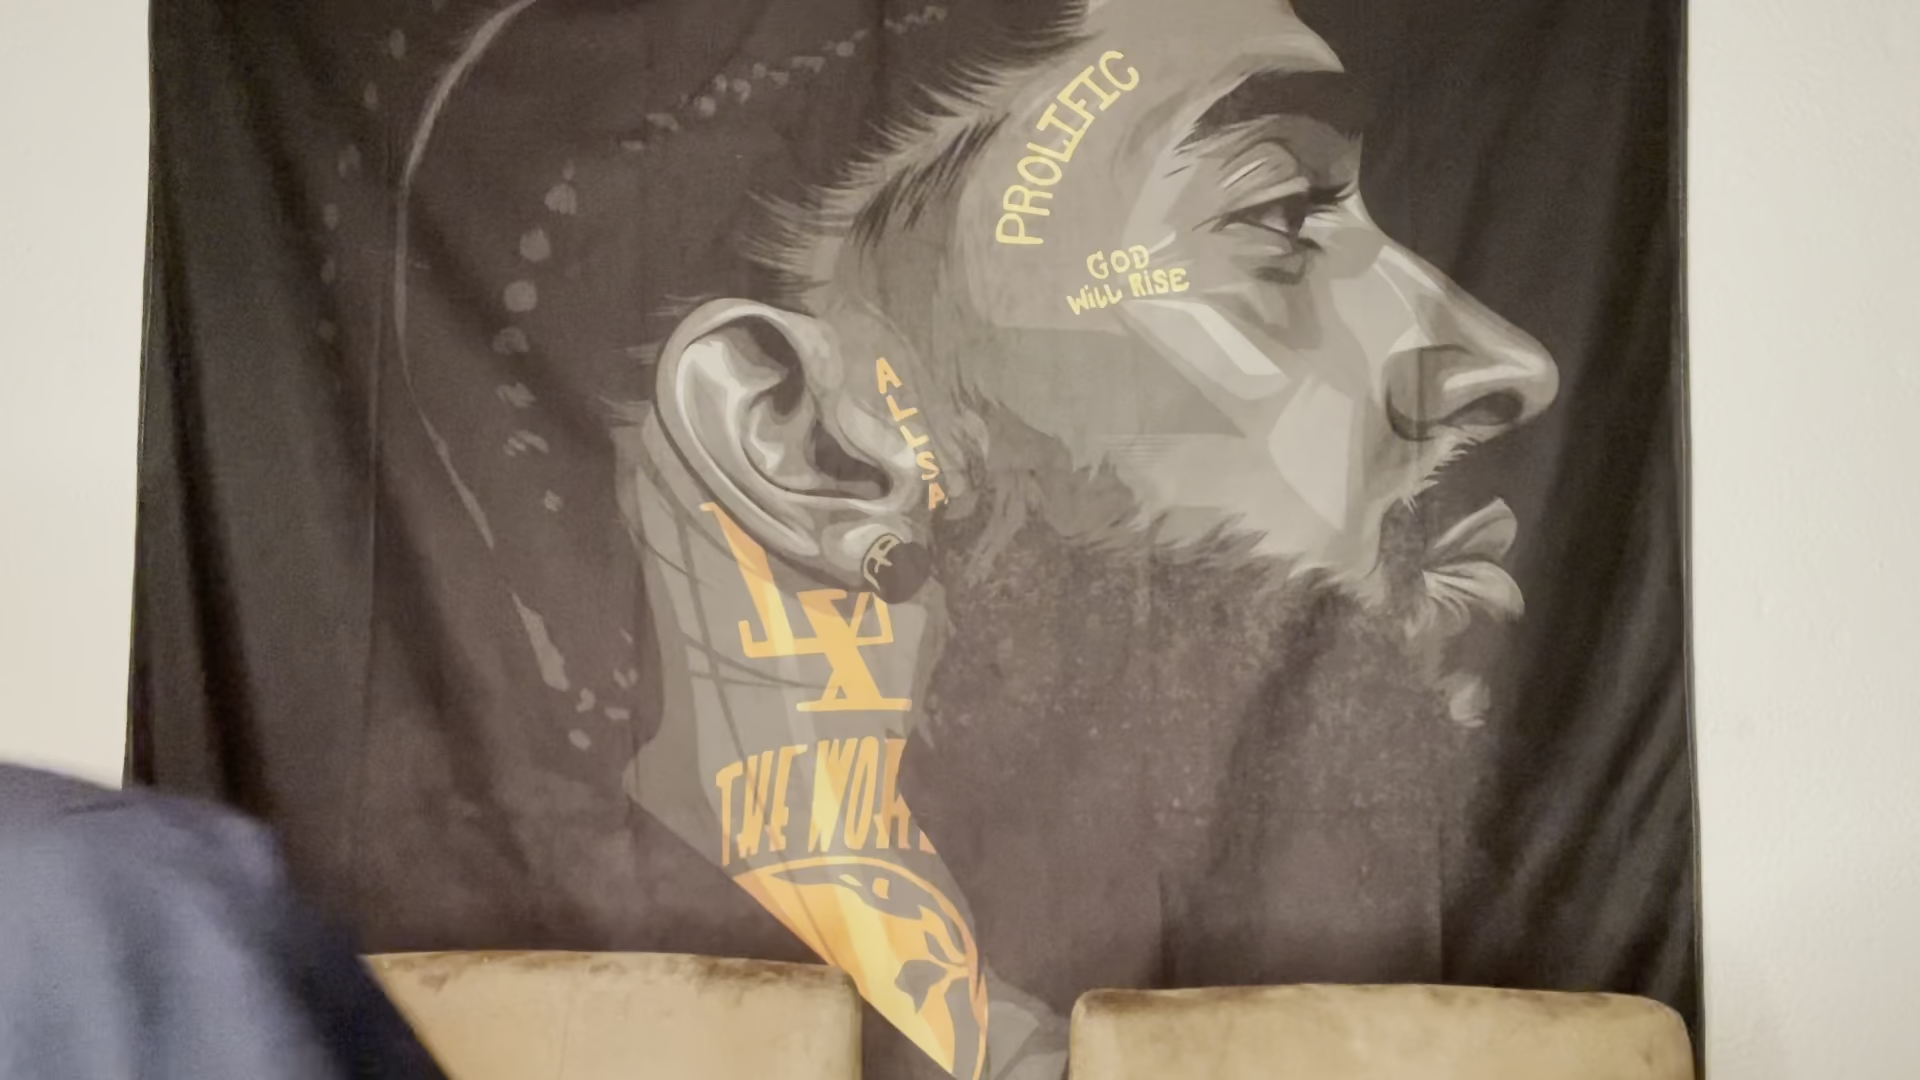 PROLIFIC
GOD
WiLL RiSE
ALLSA
THE WOR